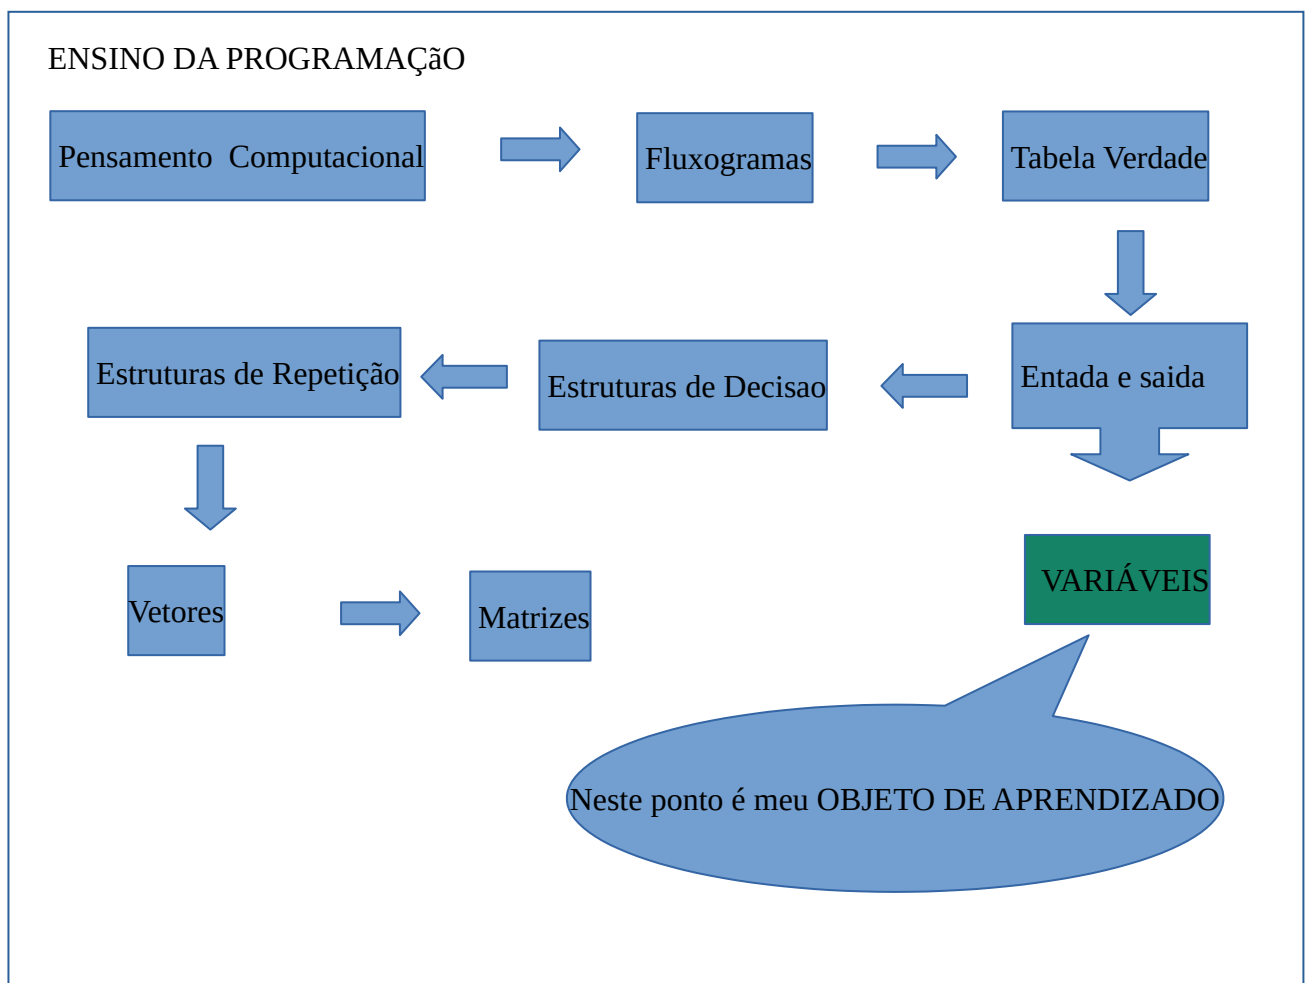 ENSINO DA PROGRAMAÇãO
Pensamento  Computacional
Fluxogramas
Tabela Verdade
Entada e saida
Estruturas de Decisao
Estruturas de Repetição
Vetores
Matrizes
VARIÁVEIS
Neste ponto é meu OBJETO DE APRENDIZADO